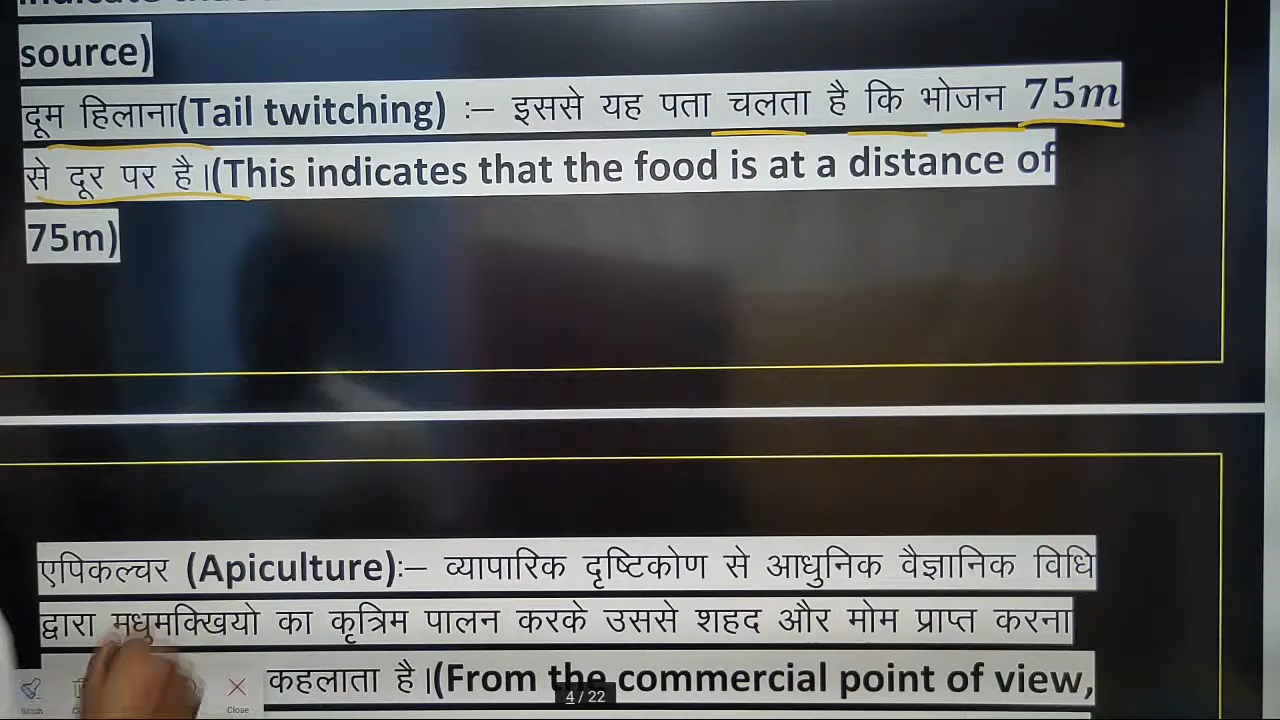 source)
दूम हिलाना(Tail twitching) :– इससे यह पता चलता है कि भोजन 75m
से दूर पर है।(This indicates that the food is at a distance of
75m)
एपिकल्चर (Apiculture):– व्यापारिक दृष्टिकोण से आधुनिक वैज्ञानिक विधि
द्वारा मधुमक्खियो का कृत्रिम पालन करके उससे शहद और मोम प्राप्त करना
कहलाता है।(From the commercial point of view,
4 / 22
Close